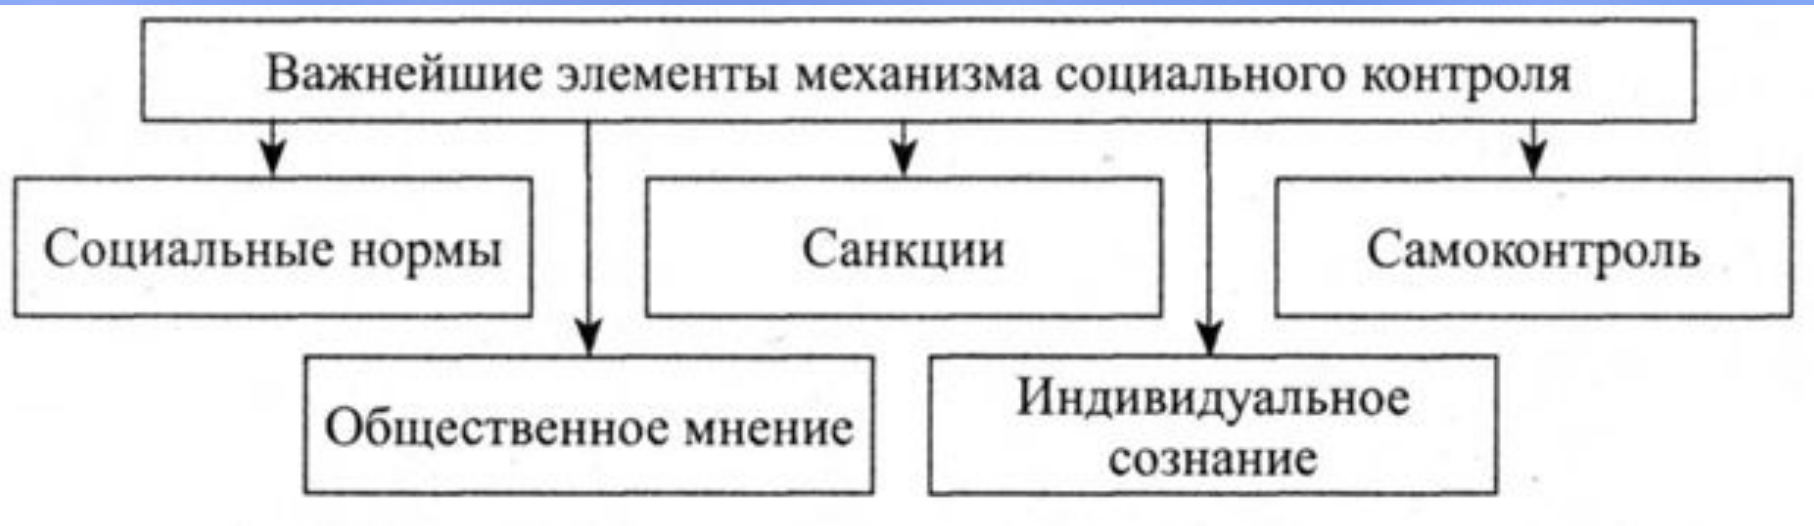 Важнейшие элементы механизма социального контроля
Социальные нормы
Санкции
Самоконтроль
Общественное мнение
Индивидуальное
сознание